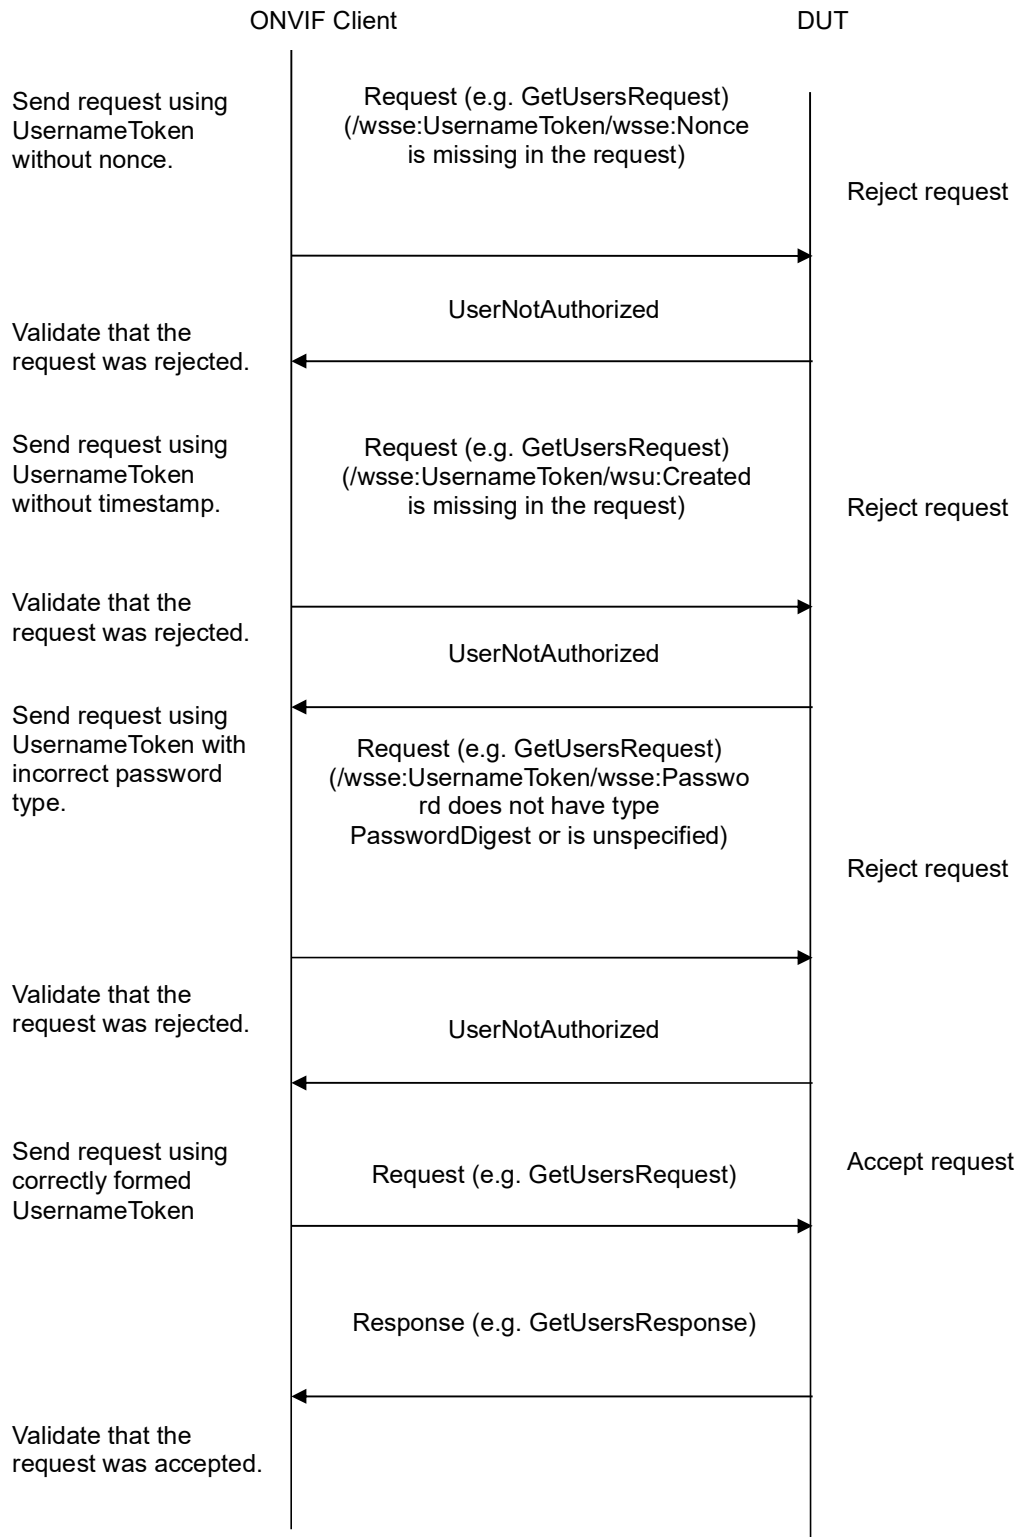 ONVIF Client
DUT
Send request using
UsernameToken
without nonce.
Request (e.g. GetUsersRequest)
(/wsse:UsernameToken/wsse:Nonce
is missing in the request)
Reject request
UserNotAuthorized
Validate that the
request was rejected.
Send request using
UsernameToken
without timestamp.
Request (e.g. GetUsersRequest)
(/wsse:UsernameToken/wsu:Created
is missing in the request)
Reject request
Validate that the
request was rejected.
UserNotAuthorized
Send request using
UsernameToken with
incorrect password
type.
Request (e.g. GetUsersRequest)
(/wsse:UsernameToken/wsse:Passwo
rd does not have type
PasswordDigest or is unspecified)
Reject request
Validate that the
request was rejected.
UserNotAuthorized
Send request using
correctly formed
UsernameToken
Request (e.g. GetUsersRequest)
Accept request
Response (e.g. GetUsersResponse)
Validate that the
request was accepted.